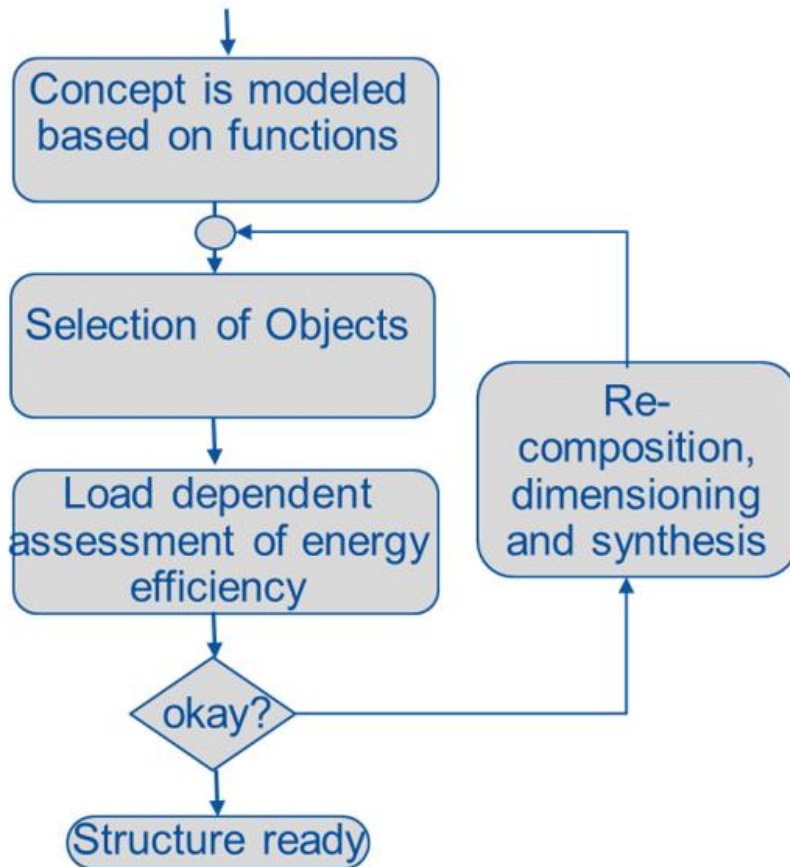 Concept is modeled
based on functions
Selection of Objects
Load dependent
assessment of energy
efficiency
okay?
Structure ready
Re-
composition,
dimensioning
and synthesis